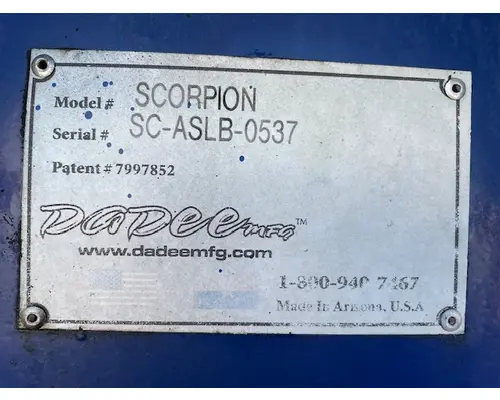 Model # SCORPION
Serial # SC-ASLB-0537
Patent # 7997852
DADEE MFG™
www.dadeemfg.com
1-800-940-7467
Made In Arizona, U.S.A